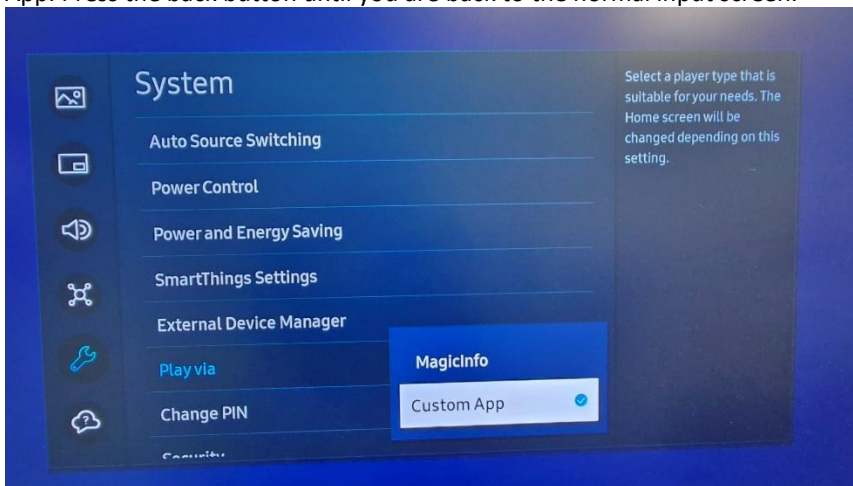 App. Press the back button until you are back to the normal input screen.
System
Auto Source Switching
Power Control
Power and Energy Saving
SmartThings Settings
External Device Manager
Play via
Change PIN
Security
MagicInfo
Custom App
Select a player type that is
suitable for your needs. The
Home screen will be
changed depending on this
setting.